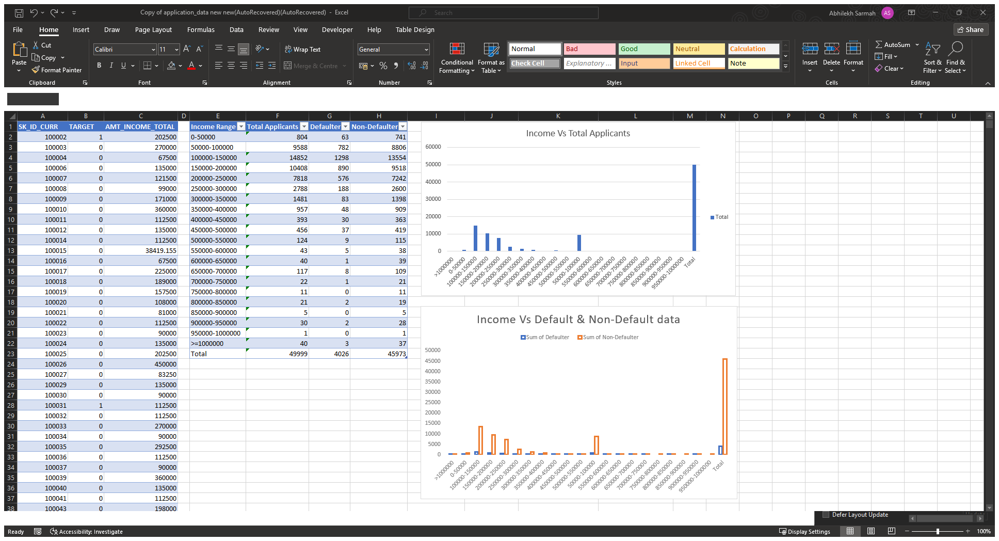 Copy of application_data new new(AutoRecovered)(AutoRecovered) - Excel
Search
Abhilekh Sarmah AS
File Home Insert Draw Page Layout Formulas Data Review View Developer Help Table Design Share
Paste
Cut
Copy
Format Painter
Clipboard
Calibri 11
B I U
Font
Wrap Text
Merge & Centre
Alignment
General
Number
Conditional Formatting
Format as Table
Normal Bad Good Neutral Calculation
Check Cell Explanatory ... Input Linked Cell Note
Styles
Insert Delete Format
Cells
AutoSum
Fill
Clear
Sort & Filter
Find & Select
Editing
A B C D E F G H I J K L M N O P Q R S T U
1 SK_ID_CURR TARGET AMT_INCOME_TOTAL Income Range Total Applicants Defaulter Non-Defaulter
2 100002 1 202500 0-50000 804 63 741
3 100003 0 270000 50000-100000 9588 782 8806
4 100004 0 67500 100000-150000 14852 1298 13554
5 100006 0 135000 150000-200000 10408 890 9518
6 100007 0 121500 200000-250000 7818 576 7242
7 100008 0 99000 250000-300000 2788 188 2600
8 100009 0 171000 300000-350000 1481 83 1398
9 100010 0 360000 350000-400000 957 48 909
10 100011 0 112500 400000-450000 393 30 363
11 100012 0 135000 450000-500000 456 37 419
12 100014 0 112500 500000-550000 124 9 115
13 100015 0 38419.155 550000-600000 43 5 38
14 100016 0 67500 600000-650000 40 1 39
15 100017 0 225000 650000-700000 117 8 109
16 100018 0 189000 700000-750000 22 1 21
17 100019 0 157500 750000-800000 11 0 11
18 100020 0 108000 800000-850000 21 2 19
19 100021 0 81000 850000-900000 5 0 5
20 100022 0 112500 900000-950000 30 2 28
21 100023 0 90000 950000-1000000 1 0 1
22 100024 0 135000 >=1000000 40 3 37
23 100025 0 202500 Total 49999 4026 45973
24 100026 0 450000
25 100027 0 83250
26 100029 0 135000
27 100030 0 90000
28 100031 1 112500
29 100032 0 112500
30 100033 0 270000
31 100034 0 90000
32 100035 0 292500
33 100036 0 112500
34 100037 0 90000
35 100039 0 360000
36 100040 0 135000
37 100041 0 112500
38 100043 0 198000
Income Vs Total Applicants
60000
50000
40000
30000
20000
10000
0
Total
>1000000 0-50000 100000-150000 150000-200000 200000-250000 250000-300000 300000-350000 350000-400000 400000-450000 450000-500000 500000-550000 50000-100000 550000-600000 600000-650000 650000-700000 700000-750000 750000-800000 800000-850000 850000-900000 900000-950000 950000-1000000 Total
Income Vs Default & Non-Default data
Sum of Defaulter Sum of Non-Defaulter
50000
45000
40000
35000
30000
25000
20000
15000
10000
5000
0
>1000000 0-50000 100000-150000 150000-200000 200000-250000 250000-300000 300000-350000 350000-400000 400000-450000 450000-500000 500000-550000 50000-100000 550000-600000 600000-650000 650000-700000 700000-750000 750000-800000 800000-850000 850000-900000 900000-950000 950000-1000000 Total
Defer Layout Update
Ready Accessibility: Investigate Display Settings 100%